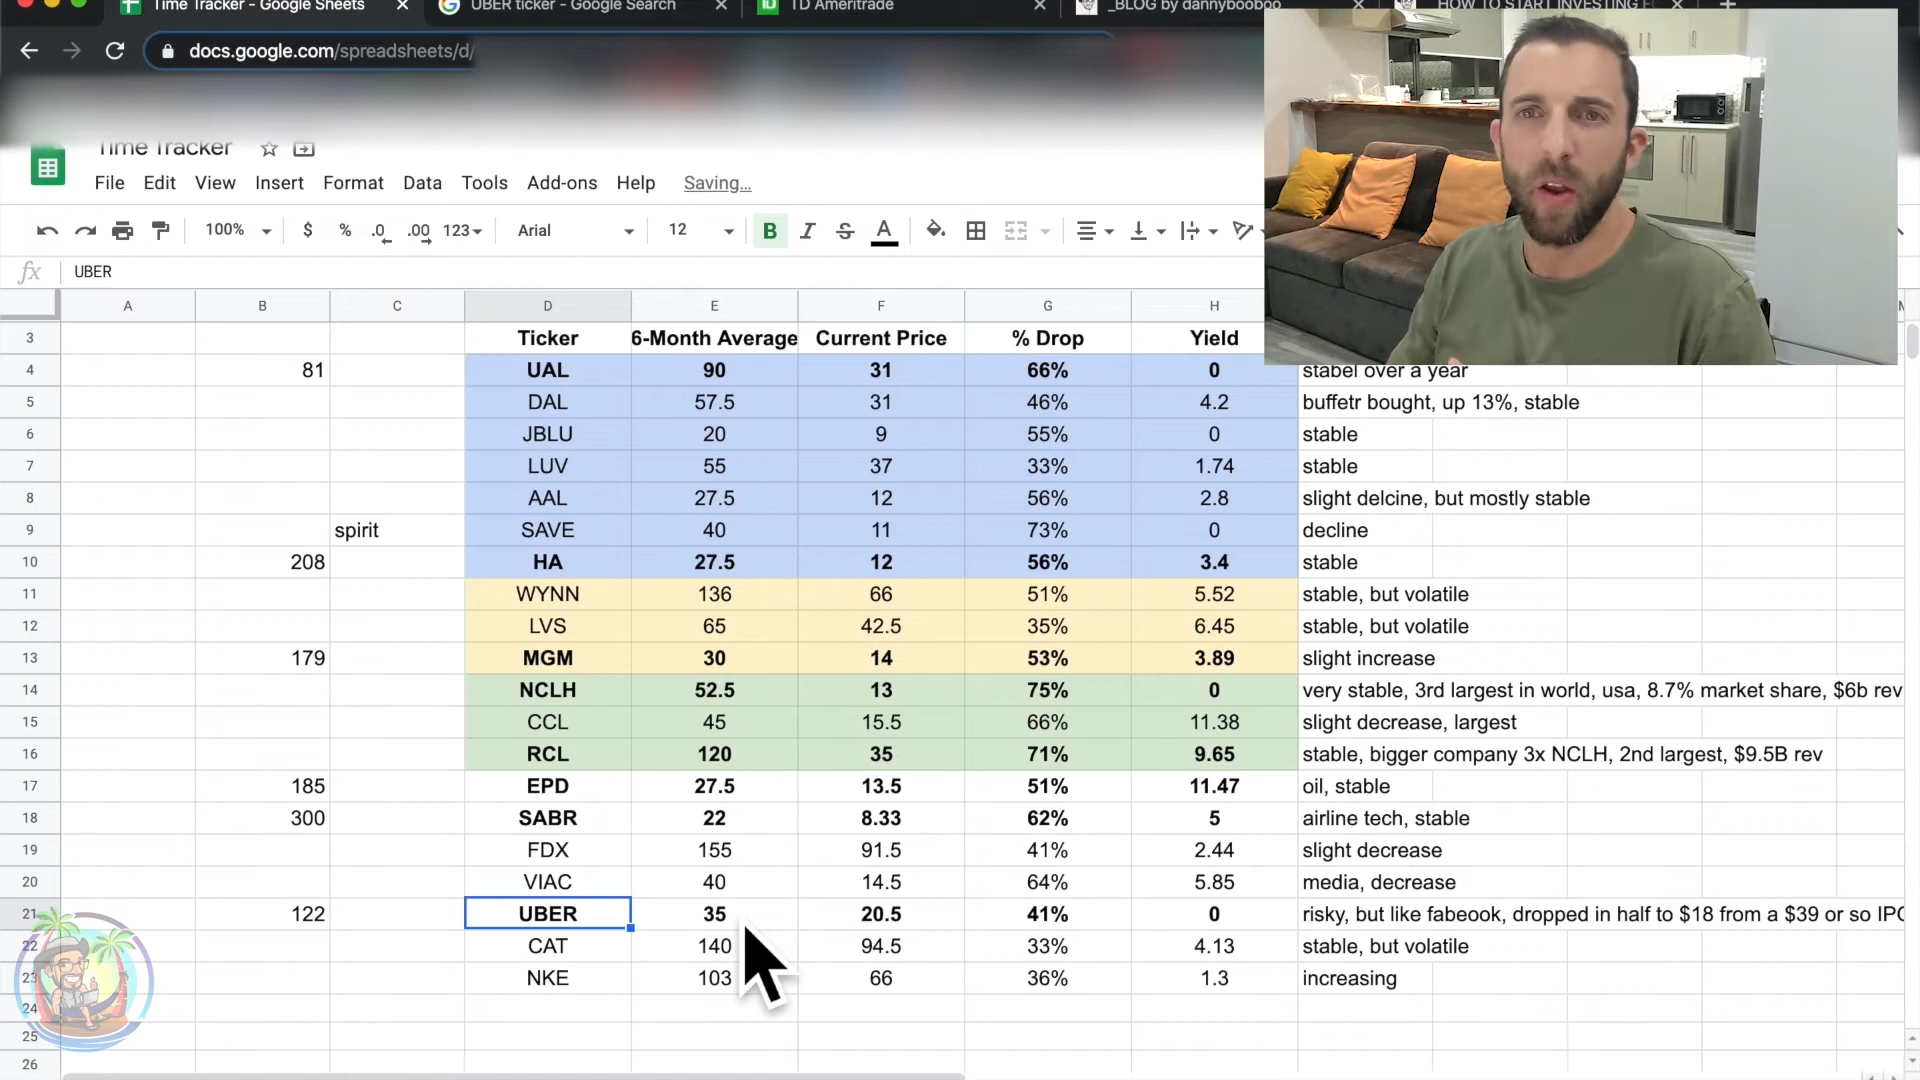 Time Tracker - Google Sheets UBER ticker - Google Search TD Ameritrade _BLOG by dannybooboo HOW TO START INVESTING
docs.google.com/spreadsheets/d/
Time Tracker
File Edit View Insert Format Data Tools Add-ons Help Saving...
100% $ % .0 .00 123 Arial 12 B I S A
fx UBER
A B C D E F G H
3 Ticker 6-Month Average Current Price % Drop Yield
4 81 UAL 90 31 66% 0 stabel over a year
5 DAL 57.5 31 46% 4.2 buffetr bought, up 13%, stable
6 JBLU 20 9 55% 0 stable
7 LUV 55 37 33% 1.74 stable
8 AAL 27.5 12 56% 2.8 slight delcine, but mostly stable
9 spirit SAVE 40 11 73% 0 decline
10 208 HA 27.5 12 56% 3.4 stable
11 WYNN 136 66 51% 5.52 stable, but volatile
12 LVS 65 42.5 35% 6.45 stable, but volatile
13 179 MGM 30 14 53% 3.89 slight increase
14 NCLH 52.5 13 75% 0 very stable, 3rd largest in world, usa, 8.7% market share, $6b rev
15 CCL 45 15.5 66% 11.38 slight decrease, largest
16 RCL 120 35 71% 9.65 stable, bigger company 3x NCLH, 2nd largest, $9.5B rev
17 185 EPD 27.5 13.5 51% 11.47 oil, stable
18 300 SABR 22 8.33 62% 5 airline tech, stable
19 FDX 155 91.5 41% 2.44 slight decrease
20 VIAC 40 14.5 64% 5.85 media, decrease
21 122 UBER 35 20.5 41% 0 risky, but like fabeook, dropped in half to $18 from a $39 or so IPO
22 CAT 140 94.5 33% 4.13 stable, but volatile
23 NKE 103 66 36% 1.3 increasing
24
25
26